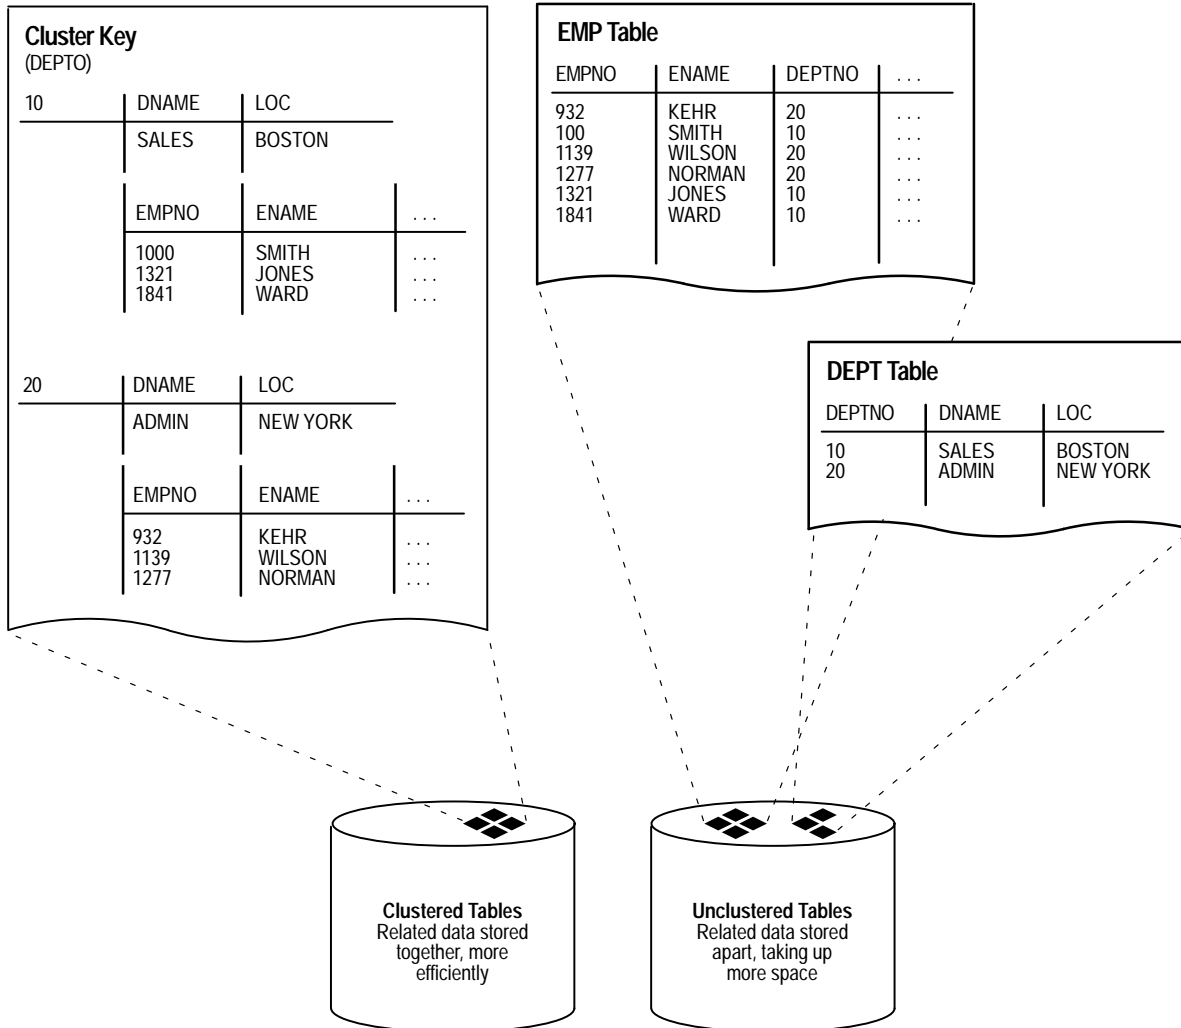 Cluster Key
(DEPTO)
10 DNAME LOC
SALES BOSTON
EMPNO ENAME . . .
1000 SMITH . . .
1321 JONES . . .
1841 WARD . . .
20 DNAME LOC
ADMIN NEW YORK
EMPNO ENAME . . .
932 KEHR . . .
1139 WILSON . . .
1277 NORMAN . . .
EMP Table
EMPNO ENAME DEPTNO . . .
932 KEHR 20 . . .
100 SMITH 10 . . .
1139 WILSON 20 . . .
1277 NORMAN 20 . . .
1321 JONES 10 . . .
1841 WARD 10 . . .
DEPT Table
DEPTNO DNAME LOC
10 SALES BOSTON
20 ADMIN NEW YORK
Clustered Tables
Related data stored
together, more
efficiently
Unclustered Tables
Related data stored
apart, taking up
more space